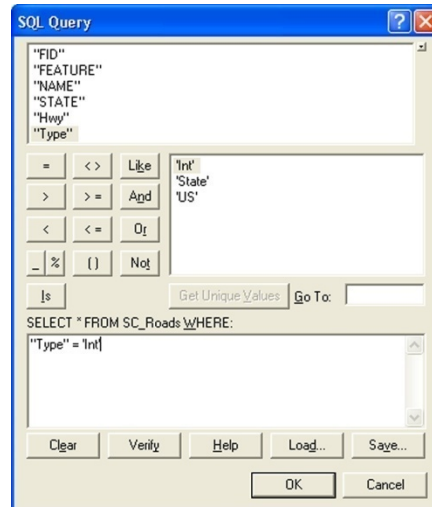 SQL Query
"FID"
"FEATURE"
"NAME"
"STATE"
"Hwy"
"Type"
= <> Like
> >= And
< <= Or
_ % () Not
Is
'Int'
'State'
'US'
Get Unique Values Go To:
SELECT * FROM SC_Roads WHERE:
"Type" = 'Int'
Clear Verify Help Load... Save...
OK Cancel